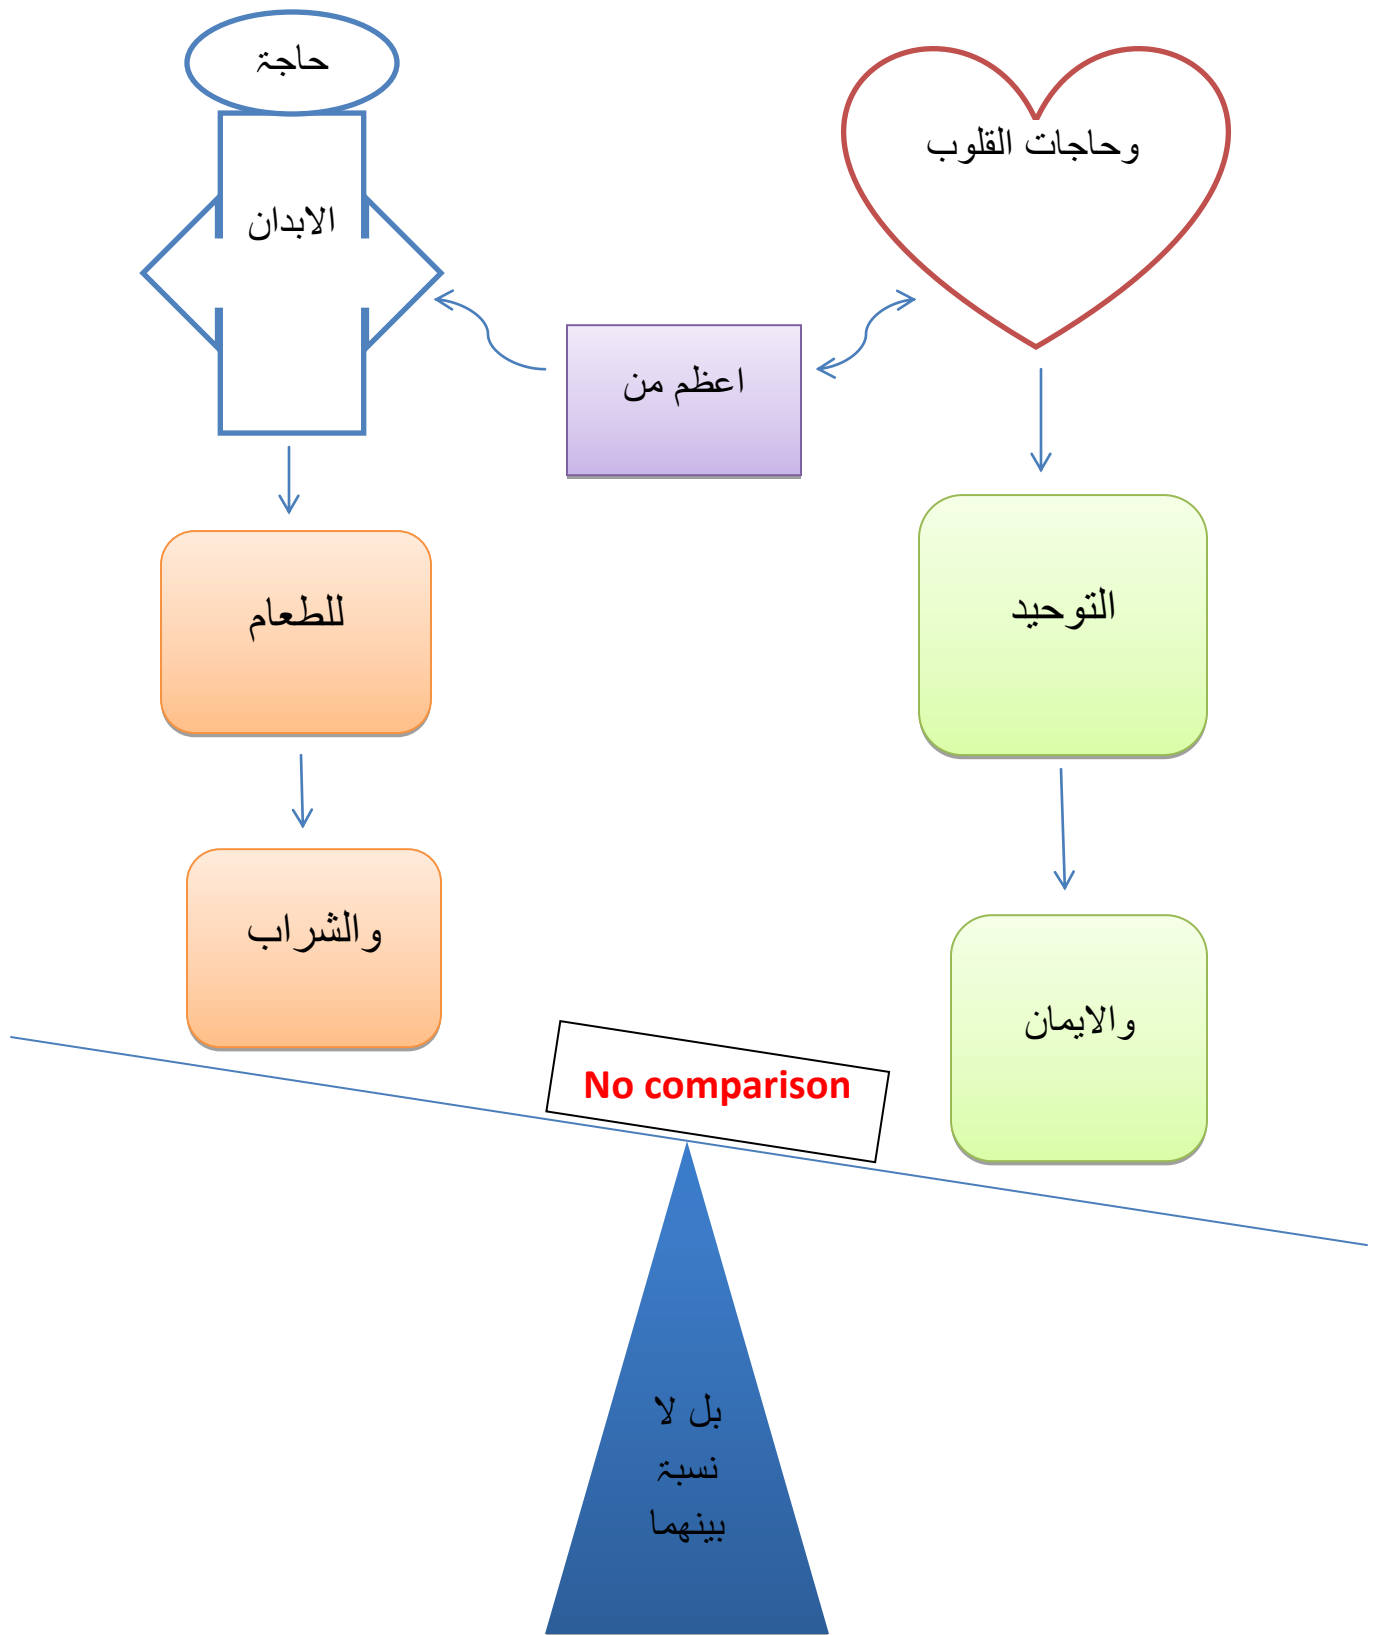 حاجة
الابدان
وحاجات القلوب
اعظم من
للطعام
التوحيد
والشراب
والايمان
No comparison
بل لا
نسبة
بينهما